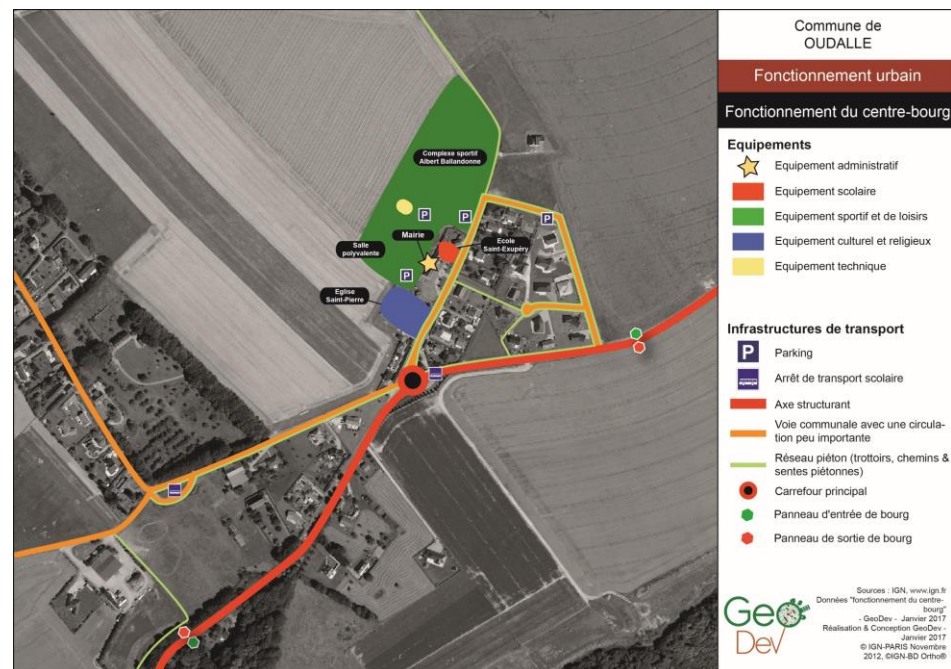 Commune de
OUDALLE
Fonctionnement urbain
Fonctionnement du centre-bourg
Complexe sportif
Albert Ballandonne
P
P
P
Mairie
Salle
polyvalente
Ecole
Saint-Exupéry
P
Eglise
Saint-Pierre
Equipements
Equipement administratif
Equipement scolaire
Equipement sportif et de loisirs
Equipement culturel et religieux
Equipement technique
Infrastructures de transport
P Parking
Arrêt de transport scolaire
Axe structurant
Voie communale avec une circula-
tion peu importante
Réseau piéton (trottoirs, chemins &
sentes piétonnes)
Carrefour principal
Panneau d'entrée de bourg
Panneau de sortie de bourg
Geo
Dev
Sources : IGN, www.ign.fr
Données "fonctionnement du centre-
bourg"
- GeoDev - Janvier 2017
Réalisation & Conception GeoDev -
Janvier 2017
© IGN-PARIS Novembre
2012, ©IGN-BD Ortho®